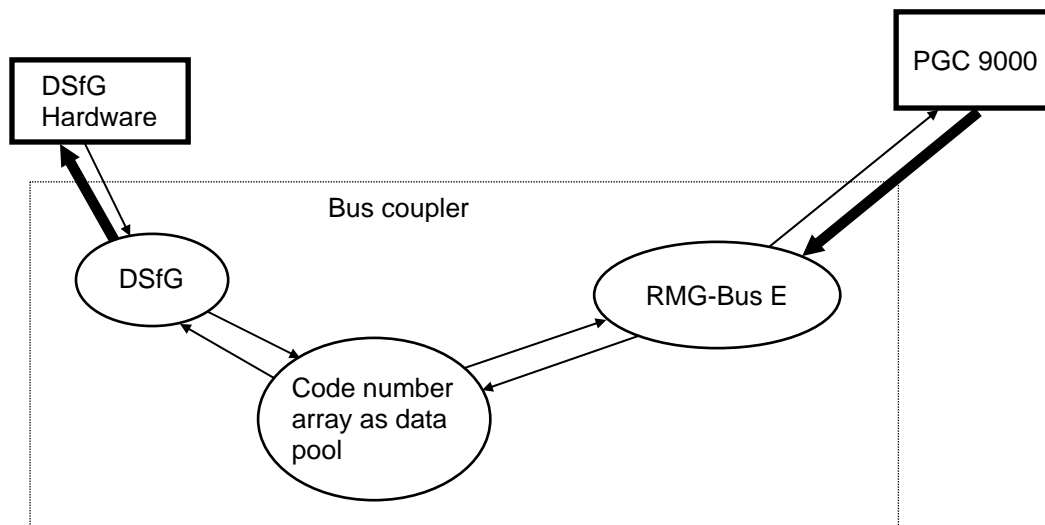 PGC 9000
DSfG
Hardware
Bus coupler
DSfG
RMG-Bus E
Code number
array as data
pool